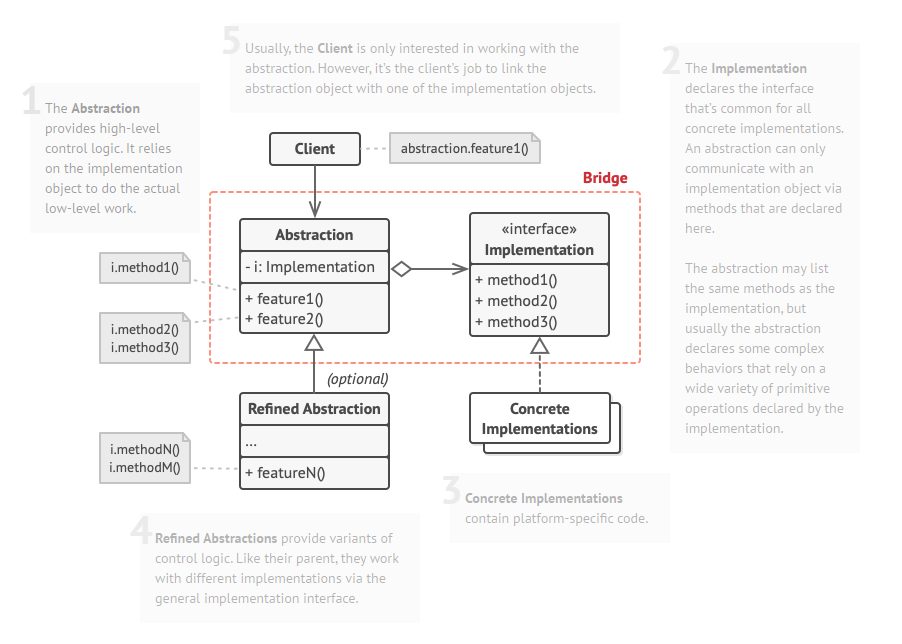 5
Usually, the Client is only interested in working with the
abstraction. However, it's the client's job to link the
abstraction object with one of the implementation objects.
1
The Abstraction
provides high-level
control logic. It relies
on the implementation
object to do the actual
low-level work.
2
The Implementation
declares the interface
that's common for all
concrete implementations.
An abstraction can only
communicate with an
implementation object via
methods that are declared
here.
The abstraction may list
the same methods as the
implementation, but
usually the abstraction
declares some complex
behaviors that rely on a
wide variety of primitive
operations declared by the
implementation.
Client
abstraction.feature1()
Bridge
Abstraction
- i: Implementation
+ feature1()
+ feature2()
«interface»
Implementation
+ method1()
+ method2()
+ method3()
i.method1()
i.method2()
i.method3()
(optional)
Refined Abstraction
...
+ featureN()
Concrete
Implementations
i.methodN()
i.methodM()
3
Concrete Implementations
contain platform-specific code.
4
Refined Abstractions provide variants of
control logic. Like their parent, they work
with different implementations via the
general implementation interface.